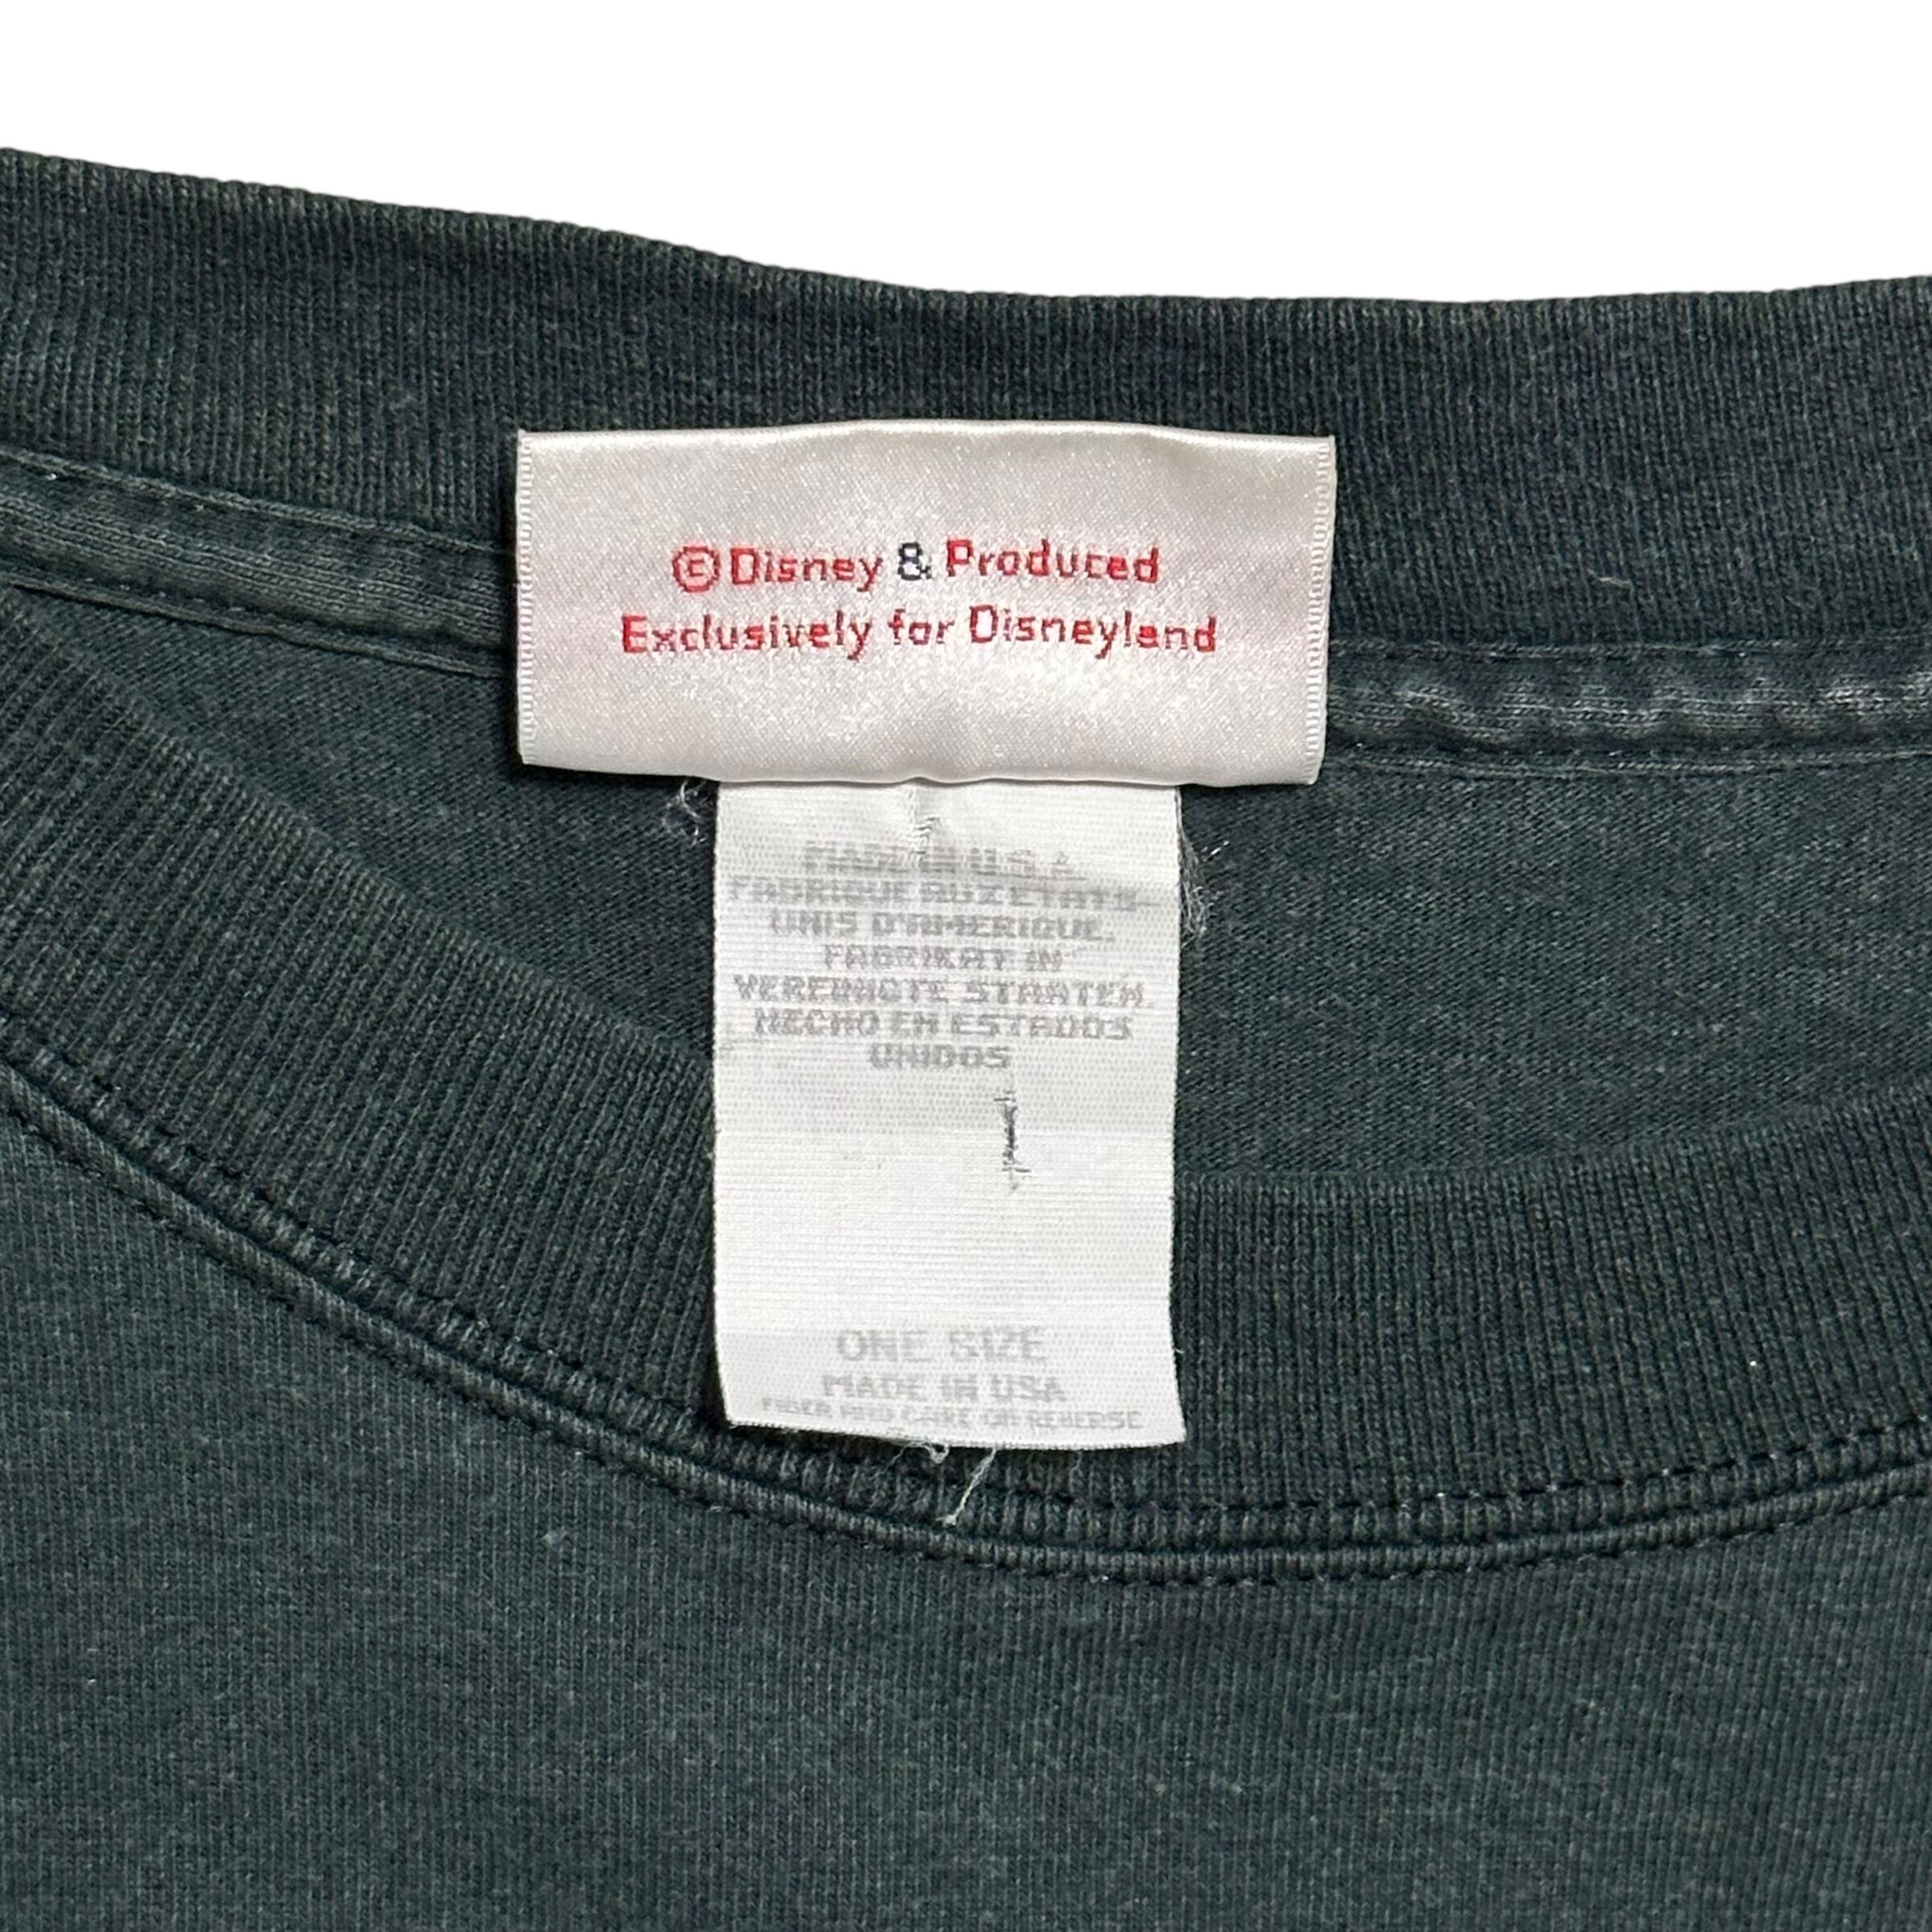 ©Disney & Produced
Exclusively for Disneyland
MADE IN U.S.A.
FABRIQUE AUX ETATS-
UNIS D'AMERIQUE.
FABRIKAT IN
VEREINIGTE STAATEN.
HECHO EN ESTADOS
UNIDOS
ONE SIZE
MADE IN USA
FIBER AND CARE ON REVERSE